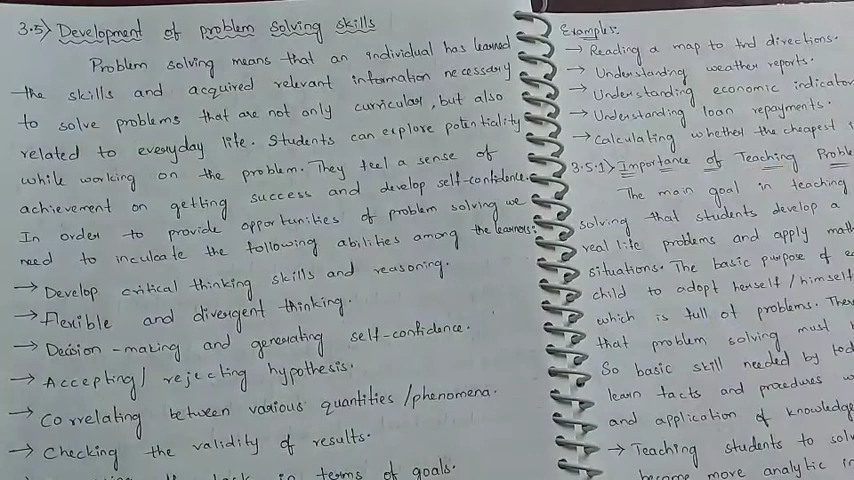 3.5) Development of problem solving skills
Problem solving means that an individual has learned
the skills and acquired relevant information necessary
to solve problems that are not only curricular, but also
related to everyday life. Students can explore potentiality
while working on the problem. They feel a sense of
achievement on getting success and develop self-confidence.
In order to provide opportunities of problem solving we
need to inculcate the following abilities among the learners:
→ Develop critical thinking skills and reasoning.
→ Flexible and divergent thinking.
→ Decision-making and generating self-confidence.
→ Accepting/rejecting hypothesis.
→ Correlating between various quantities/phenomena.
→ Checking the validity of results.
in terms of goals.
Examples:
→ Reading a map to find directions.
→ Understanding weather reports.
→ Understanding economic indicator
→ Understanding loan repayments.
→ Calculating whether the cheapest
3.5.1) Importance of Teaching Proble
The main goal in teaching
solving that students develop a
real life problems and apply math
situations. The basic purpose of
child to adopt herself/himself
which is full of problems.
that problem solving must
So basic skill needed by tod
learn facts and procedures
and application of knowledge
→ Teaching students to solv
become more analytic in